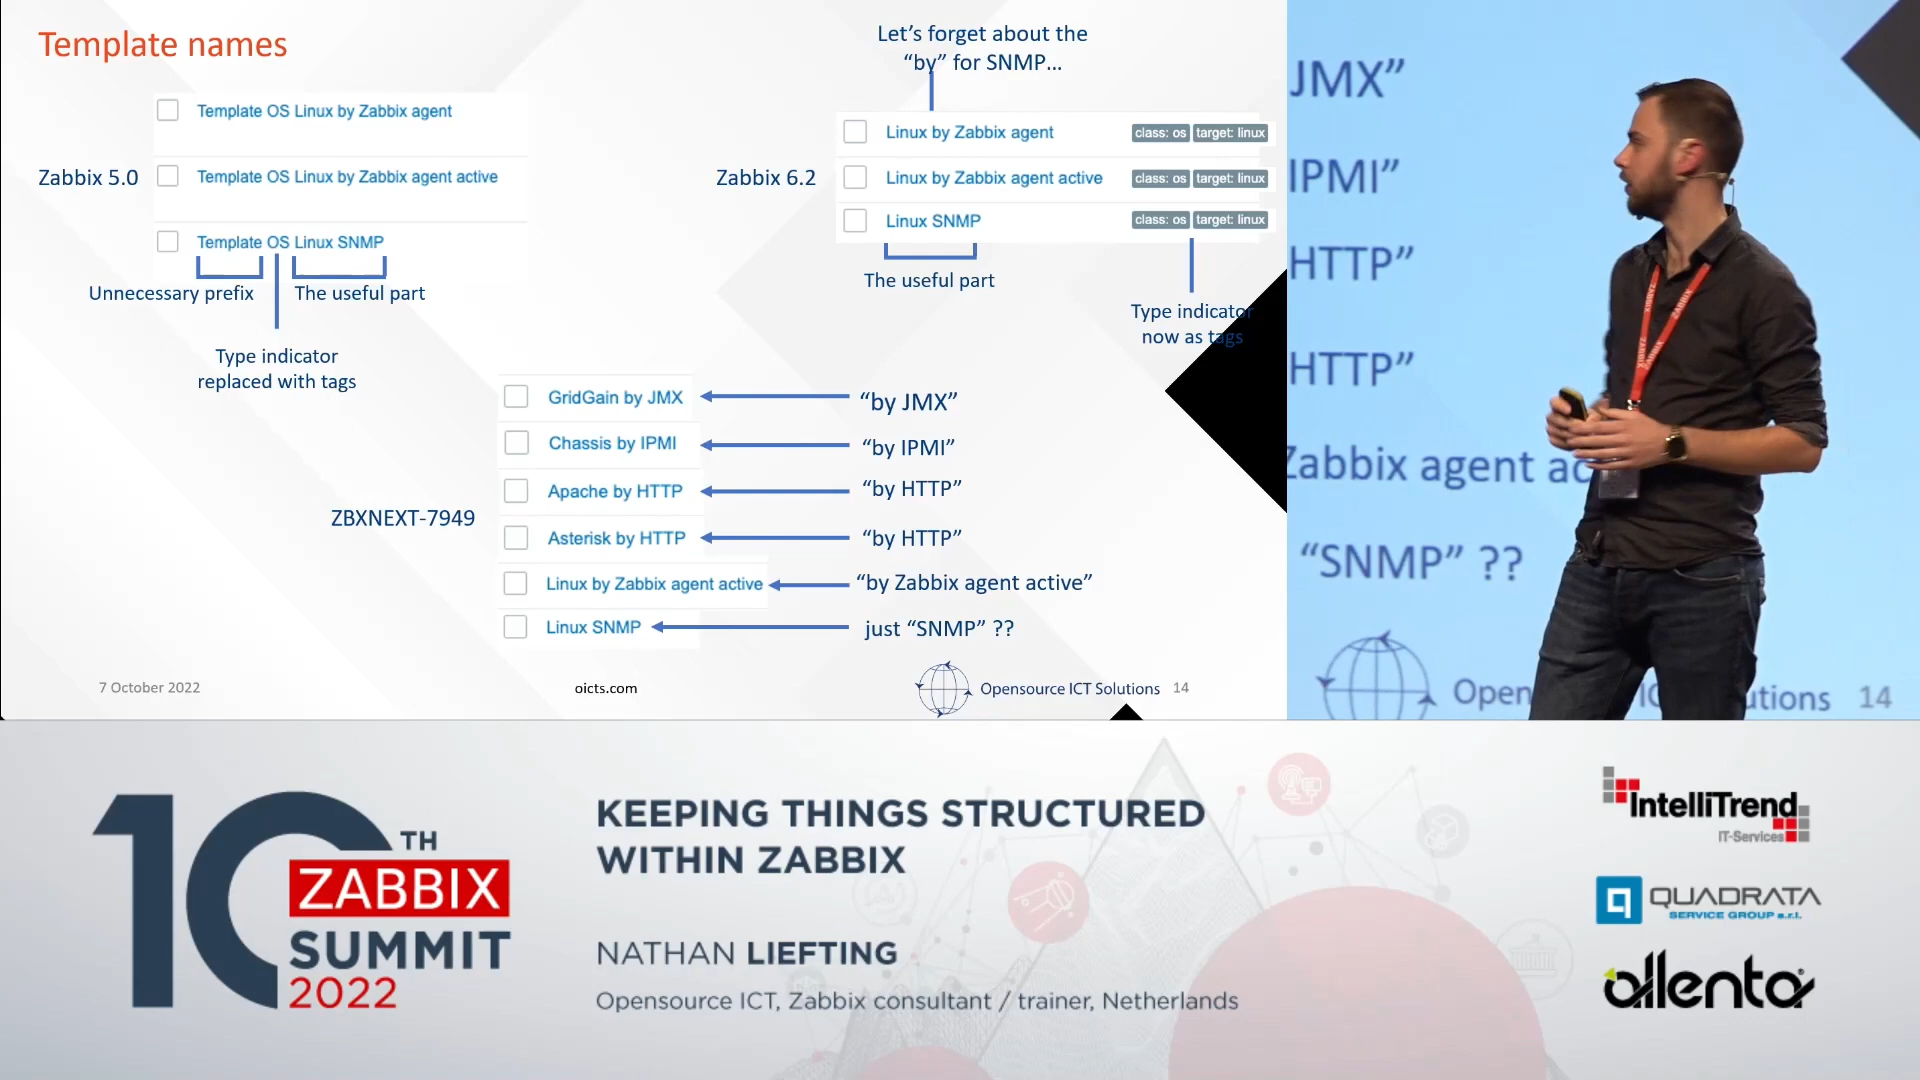 Template names
Template OS Linux by Zabbix agent
Zabbix 5.0
Template OS Linux by Zabbix agent active
Template OS Linux SNMP
Unnecessary prefix
The useful part
Type indicator
replaced with tags
Let's forget about the
“by” for SNMP...
Linux by Zabbix agent class: os target: linux
Zabbix 6.2
Linux by Zabbix agent active class: os target: linux
Linux SNMP class: os target: linux
The useful part
Type indicator
now as tags
ZBXNEXT-7949
GridGain by JMX “by JMX”
Chassis by IPMI “by IPMI”
Apache by HTTP “by HTTP”
Asterisk by HTTP “by HTTP”
Linux by Zabbix agent active “by Zabbix agent active”
Linux SNMP just “SNMP” ??
7 October 2022
oicts.com
Opensource ICT Solutions 14
JMX”
IPMI”
HTTP”
HTTP”
Zabbix agent ac
“SNMP” ??
Open
utions 14
ZABBIX
ZABBIX
10TH
ZABBIX
SUMMIT
2022
KEEPING THINGS STRUCTURED
WITHIN ZABBIX
NATHAN LIEFTING
Opensource ICT, Zabbix consultant / trainer, Netherlands
IntelliTrend
IT-Services
QUADRATA
SERVICE GROUP s.r.l.
allenta